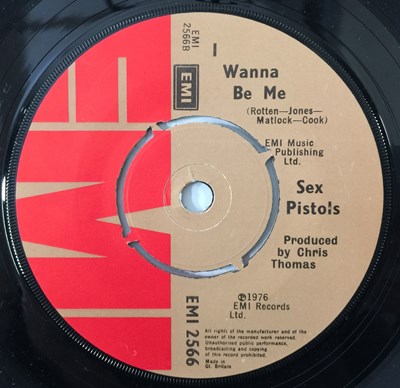 EMI
2566B
EMI
I
Wanna
Be Me
(Rotten—Jones—
Matlock—Cook)
EMI Music
Publishing
Ltd.
Sex
Pistols
Produced
by Chris
Thomas
℗1976
EMI Records
Ltd.
EMI 2566
All rights of the manufacturer and of the
owner of the recorded work reserved.
Unauthorised public performance,
broadcasting and copying
of this record prohibited.
Made in
Gt. Britain
EMI